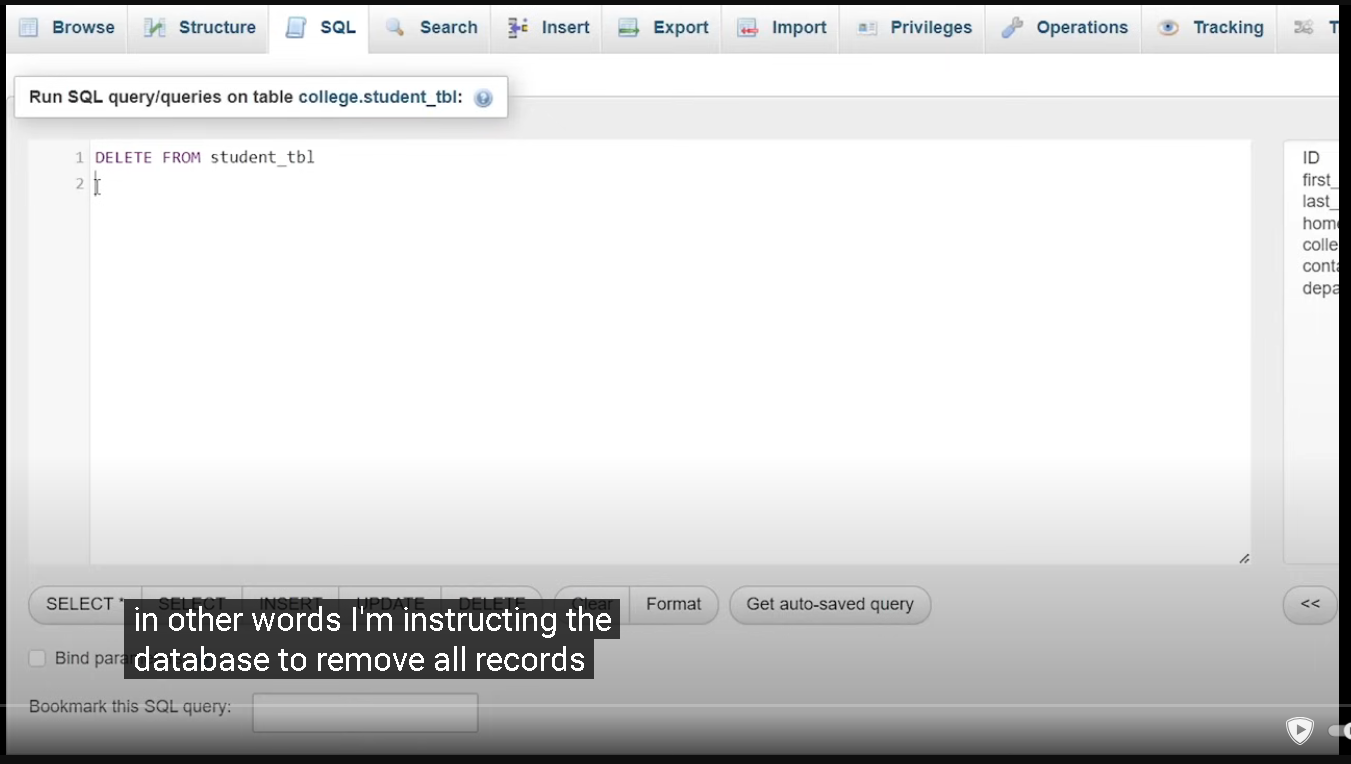 Browse Structure SQL Search Insert Export Import Privileges Operations Tracking T
Run SQL query/queries on table college.student_tbl:
1 DELETE FROM student_tbl
2
ID
first_
last_
home
colle
conta
depa
SELECT * SELECT INSERT UPDATE DELETE Clear Format Get auto-saved query <<
in other words I'm instructing the
database to remove all records
Bind para
Bookmark this SQL query: